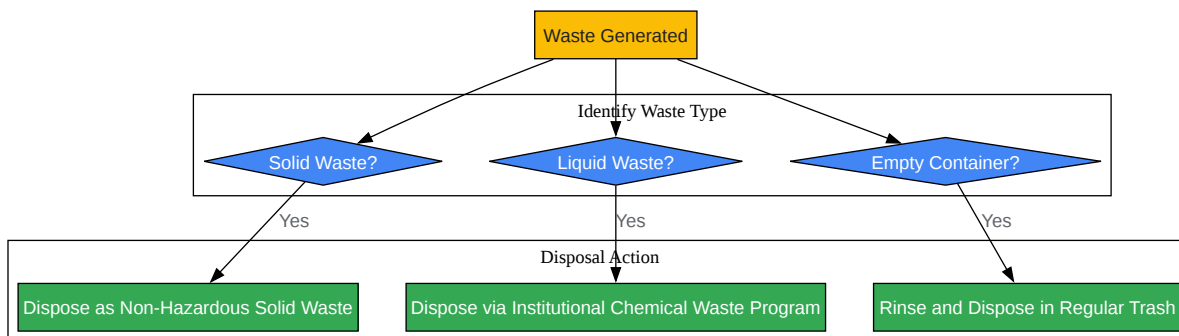 Waste Generated
Identify Waste Type
Solid Waste?
Liquid Waste?
Empty Container?
Yes
Yes
Yes
Disposal Action
Dispose as Non-Hazardous Solid Waste
Dispose via Institutional Chemical Waste Program
Rinse and Dispose in Regular Trash